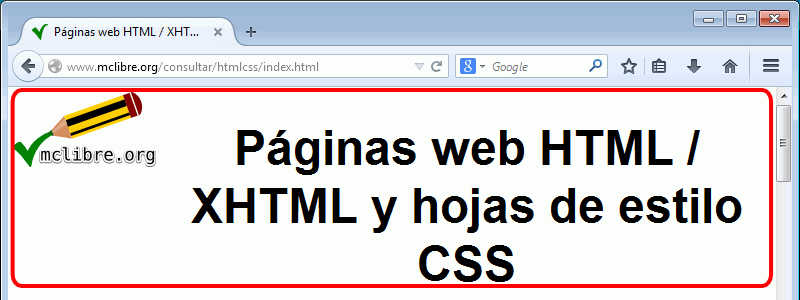 Páginas web HTML / XHT...
www.mclibre.org/consultar/htmlcss/index.html
Google
mclibre.org
Páginas web HTML /
XHTML y hojas de estilo
CSS